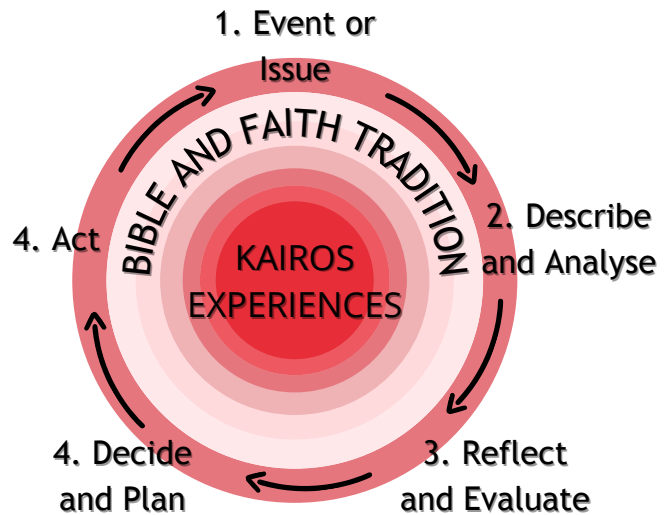 1. Event or
Issue
BIBLE AND FAITH TRADITION
2. Describe
and Analyse
KAIROS
EXPERIENCES
4. Act
3. Reflect
and Evaluate
4. Decide
and Plan